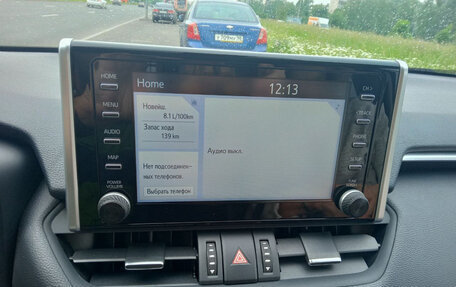 HOME
MENU
AUDIO
MAP
POWER
VOLUME
Home
12:13
Новейш.
8.1 L/100km
Запас хода
139 km
Нет подсоединен-
ных телефонов.
Выбрать телефон
Аудио выкл.
CH >
< TRACK
PHONE
SETUP